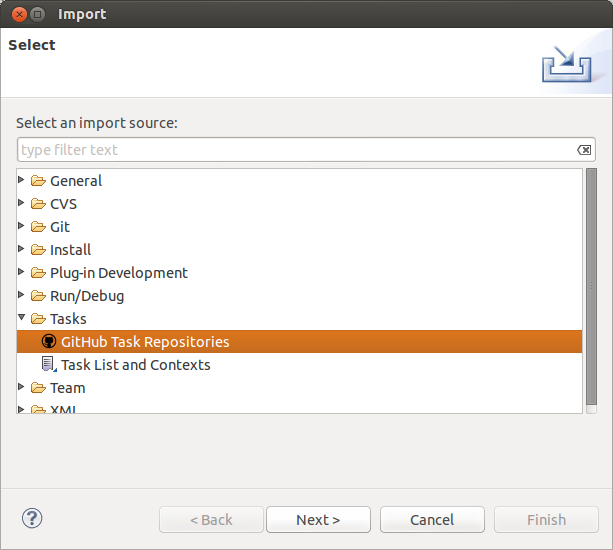 Import
Select
Select an import source:
type filter text
General
CVS
Git
Install
Plug-in Development
Run/Debug
Tasks
GitHub Task Repositories
Task List and Contexts
Team
XML
?
< Back
Next >
Cancel
Finish